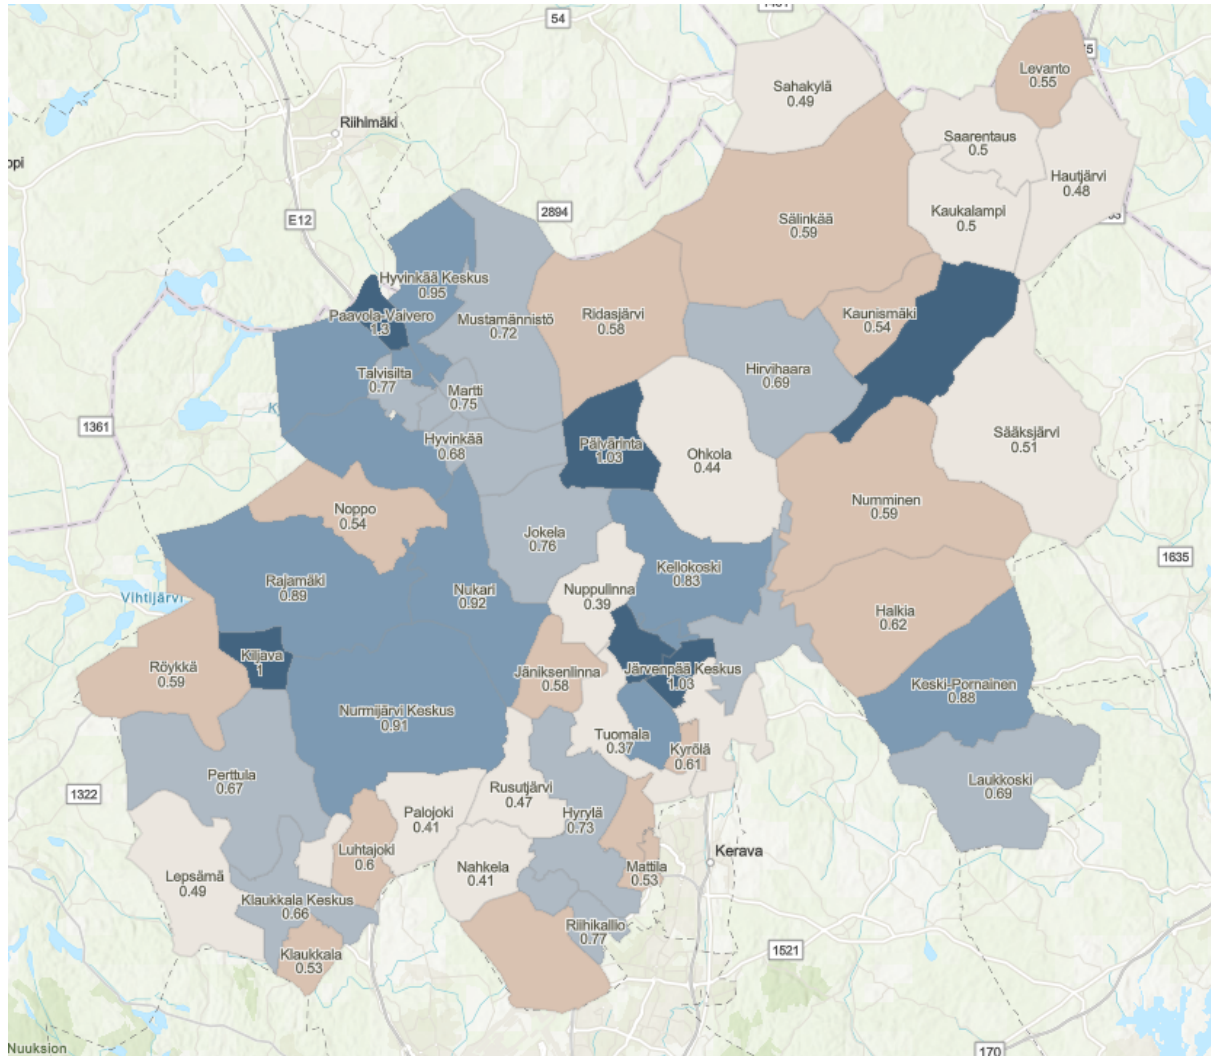 54
Levanto
0.55
Sahakylä
0.49
Riihimäki
Saarentaus
0.5
Hautjärvi
0.48
E12
2894
Sälinkää
0.59
Kaukalampi
0.5
Hyvinkää Keskus
0.95
Paavola-Vaivero
1.3
Mustamännistö
0.72
Ridasjärvi
0.58
Kaunismäki
0.54
Talvisilta
0.77
Martti
0.75
Hirvihaara
0.69
1361
Hyvinkää
0.68
Päivärinta
1.03
Ohkola
0.44
Sääksjärvi
0.51
Noppo
0.54
Numminen
0.59
Jokela
0.76
1635
Rajamäki
0.89
Kellokoski
0.83
Vihtijärvi
Nukari
0.92
Nuppulinna
0.39
Halkia
0.62
Kiljava
1
Röykkä
0.59
Jäniksenlinna
0.58
Järvenpää Keskus
1.03
Keski-Pornainen
0.88
Nurmijärvi Keskus
0.91
Tuomala
0.37
Kyrölä
0.61
Perttula
0.67
Rusutjärvi
0.47
Laukkoski
0.69
1322
Palojoki
0.41
Hyrylä
0.73
Luhtajoki
0.6
Kerava
Lepsämä
0.49
Nahkela
0.41
Mattila
0.53
Klaukkala Keskus
0.66
Riihikallio
0.77
Klaukkala
0.53
1521
Nuuksion
170